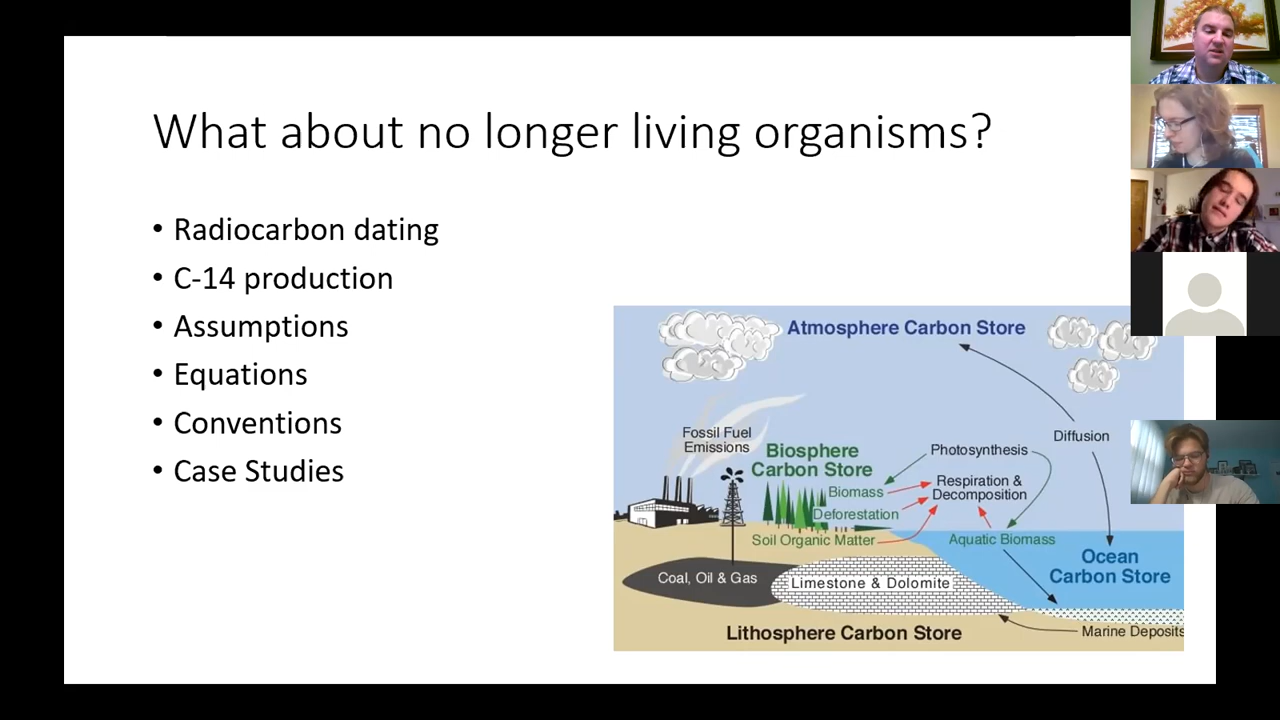 What about no longer living organisms?
• Radiocarbon dating
• C-14 production
• Assumptions
• Equations
• Conventions
• Case Studies
Atmosphere Carbon Store
Fossil Fuel
Emissions
Biosphere
Carbon Store
Photosynthesis
Diffusion
Biomass
Respiration &
Decomposition
Deforestation
Soil Organic Matter
Aquatic Biomass
Ocean
Carbon Store
Coal, Oil & Gas
Limestone & Dolomite
Lithosphere Carbon Store
Marine Deposits